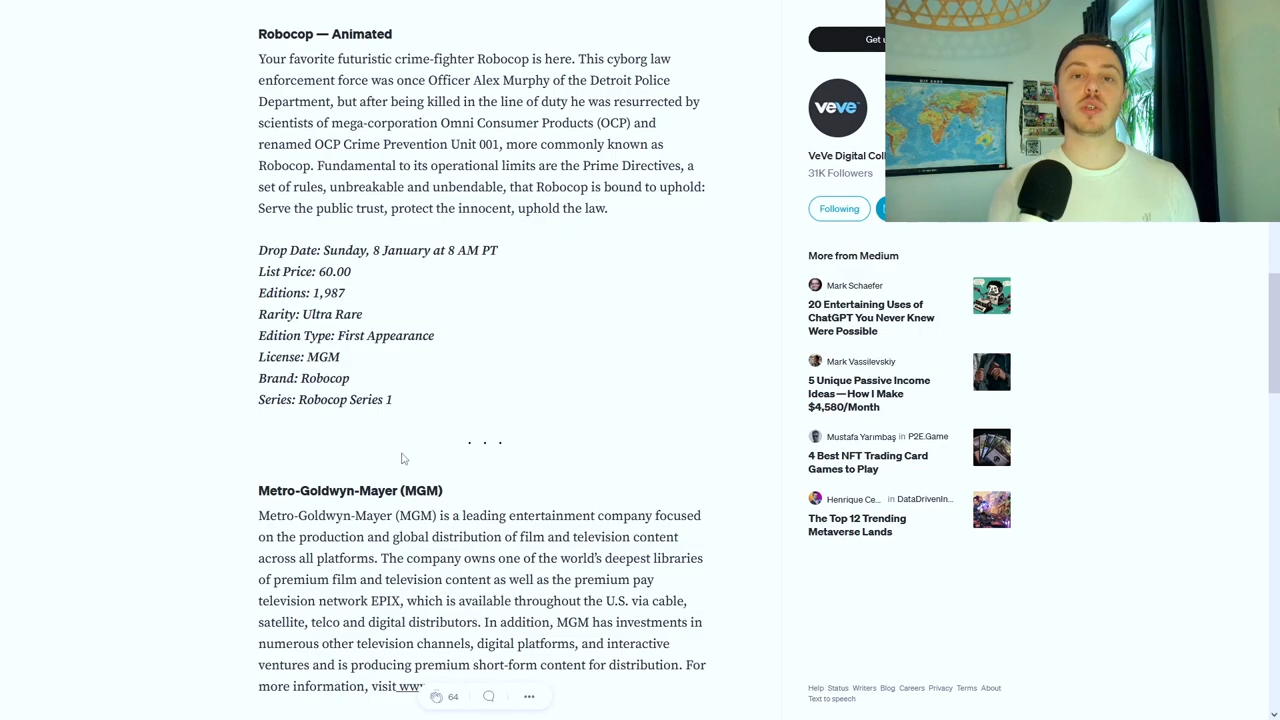 Robocop — Animated
Your favorite futuristic crime-fighter Robocop is here. This cyborg law
enforcement force was once Officer Alex Murphy of the Detroit Police
Department, but after being killed in the line of duty he was resurrected by
scientists of mega-corporation Omni Consumer Products (OCP) and
renamed OCP Crime Prevention Unit 001, more commonly known as
Robocop. Fundamental to its operational limits are the Prime Directives, a
set of rules, unbreakable and unbendable, that Robocop is bound to uphold:
Serve the public trust, protect the innocent, uphold the law.
Drop Date: Sunday, 8 January at 8 AM PT
List Price: 60.00
Editions: 1,987
Rarity: Ultra Rare
Edition Type: First Appearance
License: MGM
Brand: Robocop
Series: Robocop Series 1
. . .
Metro-Goldwyn-Mayer (MGM)
Metro-Goldwyn-Mayer (MGM) is a leading entertainment company focused
on the production and global distribution of film and television content
across all platforms. The company owns one of the world’s deepest libraries
of premium film and television content as well as the premium pay
television network EPIX, which is available throughout the U.S. via cable,
satellite, telco and digital distributors. In addition, MGM has investments in
numerous other television channels, digital platforms, and interactive
ventures and is producing premium short-form content for distribution. For
more information, visit
64
Get
veve
VeVe Digital
31K Followers
Following
More from Medium
Mark Schaefer
20 Entertaining Uses of
ChatGPT You Never Knew
Were Possible
Mark Vassilevskiy
5 Unique Passive Income
Ideas — How I Make
$4,580/Month
Mustafa Yarımbaş in P2E.Game
4 Best NFT Trading Card
Games to Play
Henrique Ce... in DataDrivenIn...
The Top 12 Trending
Metaverse Lands
Help Status Writers Blog Careers Privacy Terms About
Text to speech